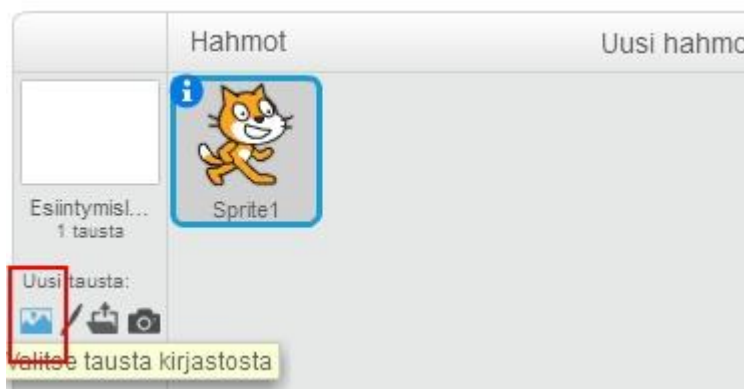 Hahmot
Uusi hahmo
Esiintymisl...
1 tausta
Sprite1
Uusi tausta:
Valitse tausta kirjastosta